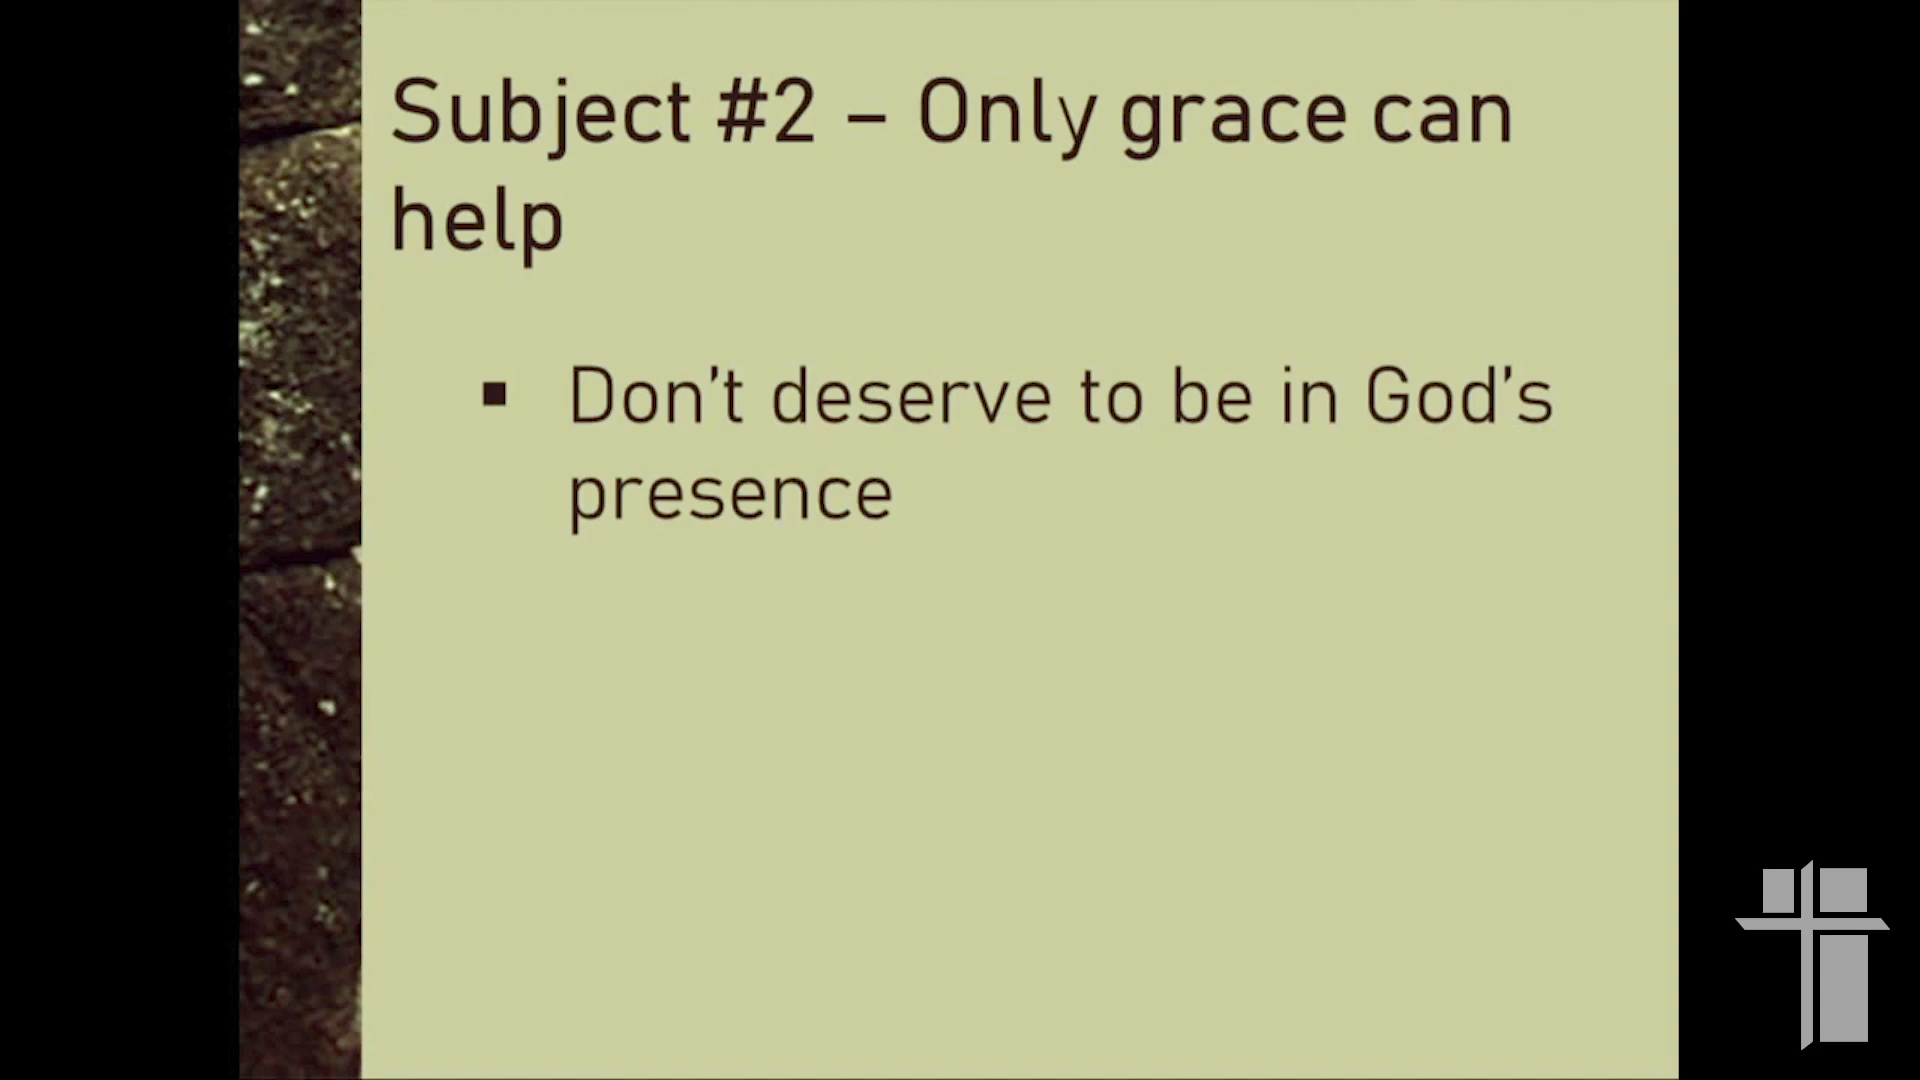 Subject #2 – Only grace can
help
▪ Don’t deserve to be in God’s
presence